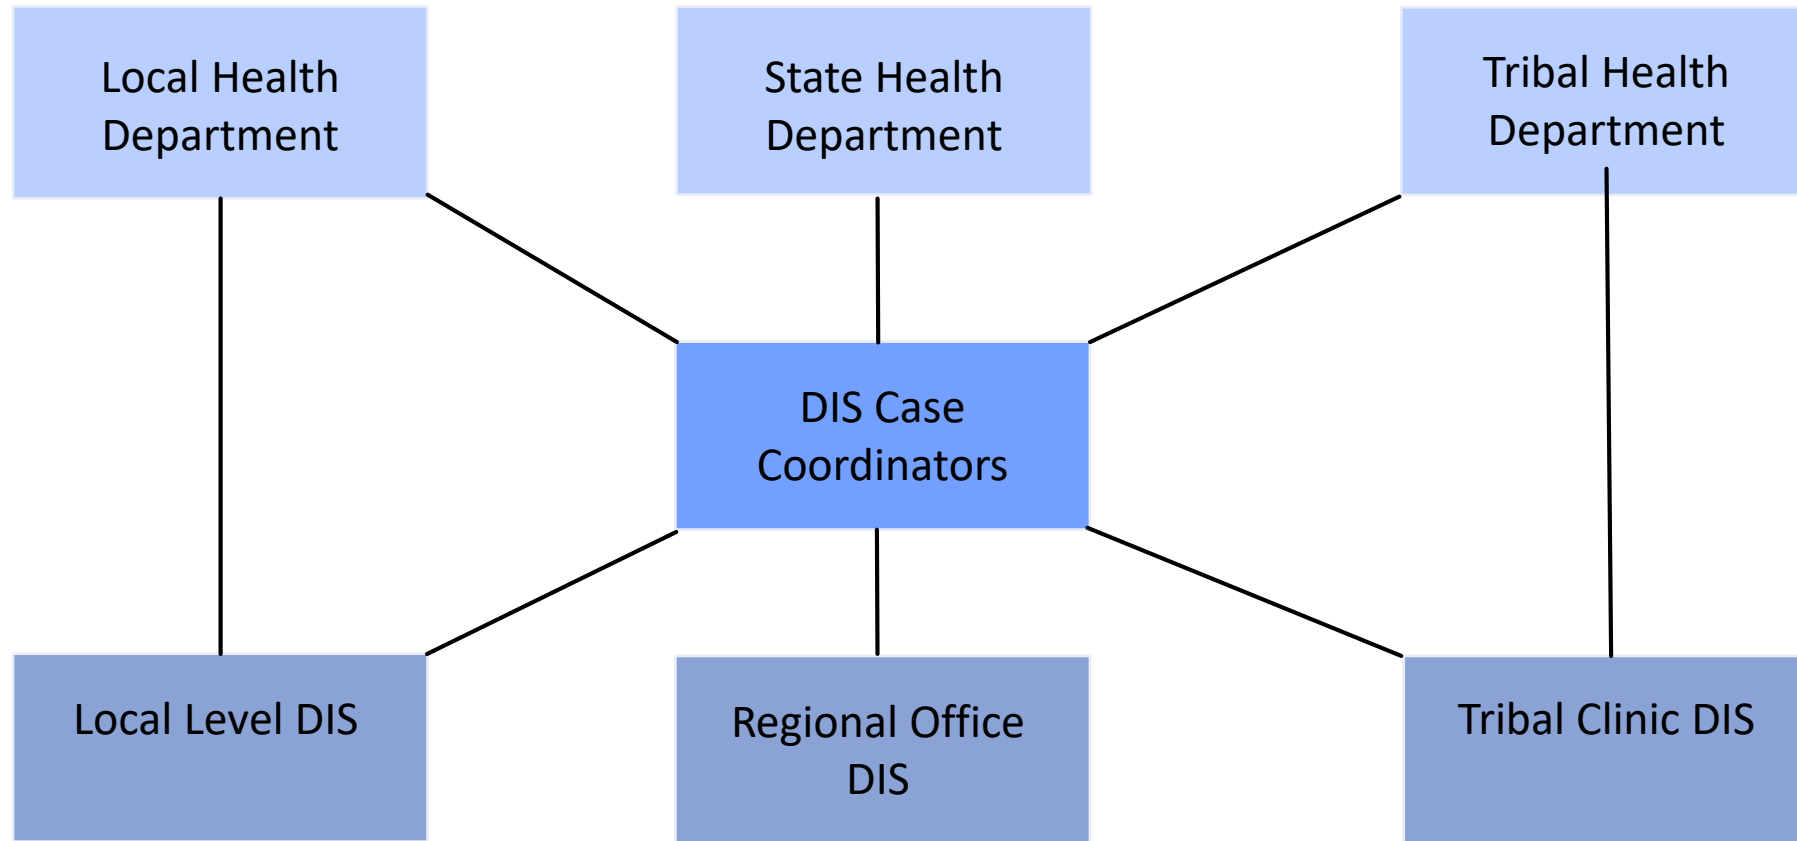 Local Health
Department
State Health
Department
Tribal Health
Department
DIS Case
Coordinators
Local Level DIS
Regional Office
DIS
Tribal Clinic DIS